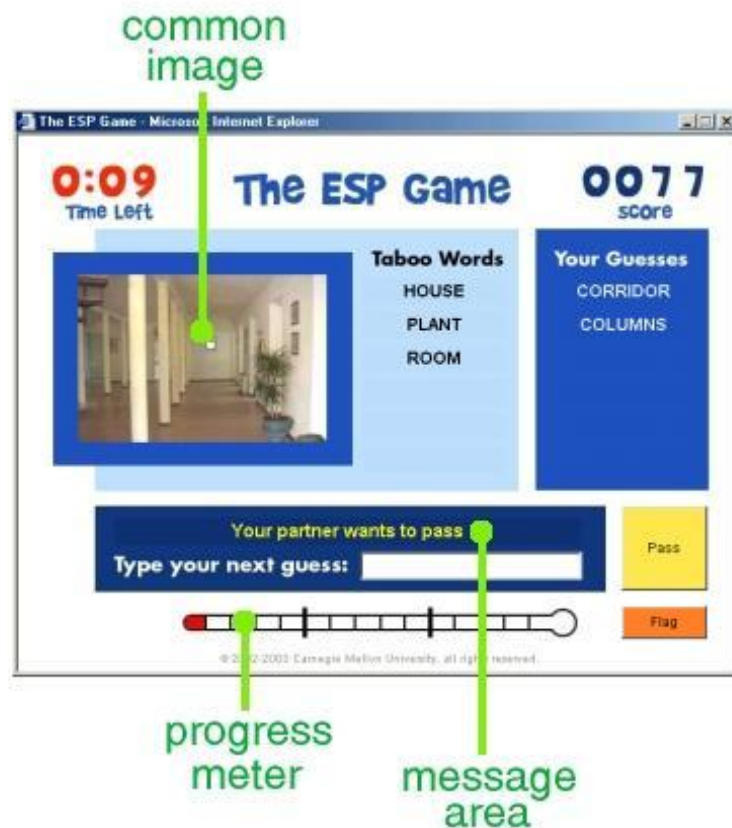 common
image
The ESP Game - Microsoft Internet Explorer
0:09
Time Left
The ESP Game
0077
score
Taboo Words
HOUSE
PLANT
ROOM
Your Guesses
CORRIDOR
COLUMNS
Your partner wants to pass
Type your next guess:
Pass
Flag
© 2002-2003 Carnegie Mellon University, all rights reserved.
progress
meter
message
area